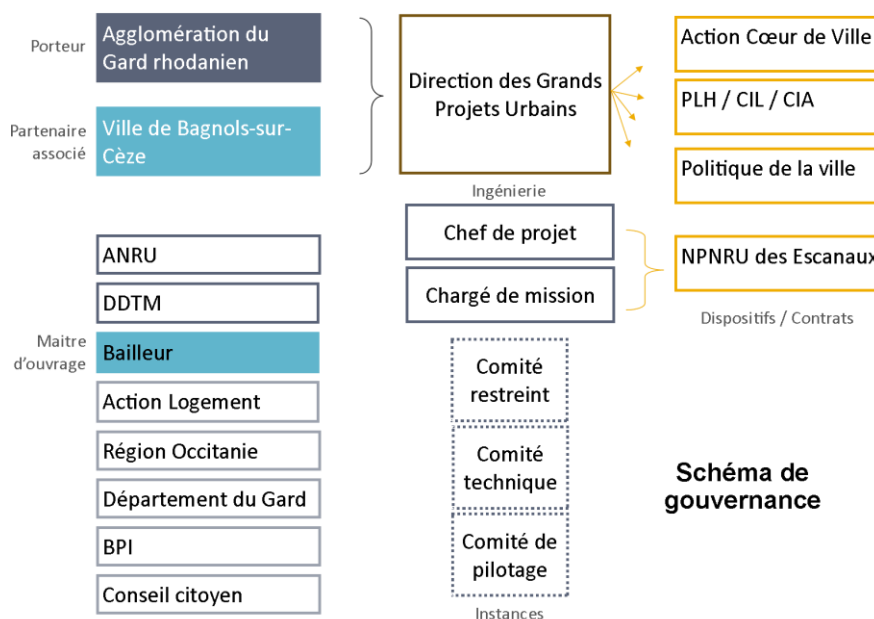 Porteur
Agglomération du
Gard rhodanien
Partenaire
associé
Ville de Bagnols-sur-
Cèze
Direction des Grands
Projets Urbains
Ingénierie
Action Cœur de Ville
PLH / CIL / CIA
Politique de la ville
Chef de projet
Chargé de mission
NPNRU des Escanaux
Dispositifs / Contrats
ANRU
DDTM
Maitre
d'ouvrage
Bailleur
Action Logement
Région Occitanie
Département du Gard
BPI
Conseil citoyen
Comité
restreint
Comité
technique
Comité de
pilotage
Instances
Schéma de
gouvernance